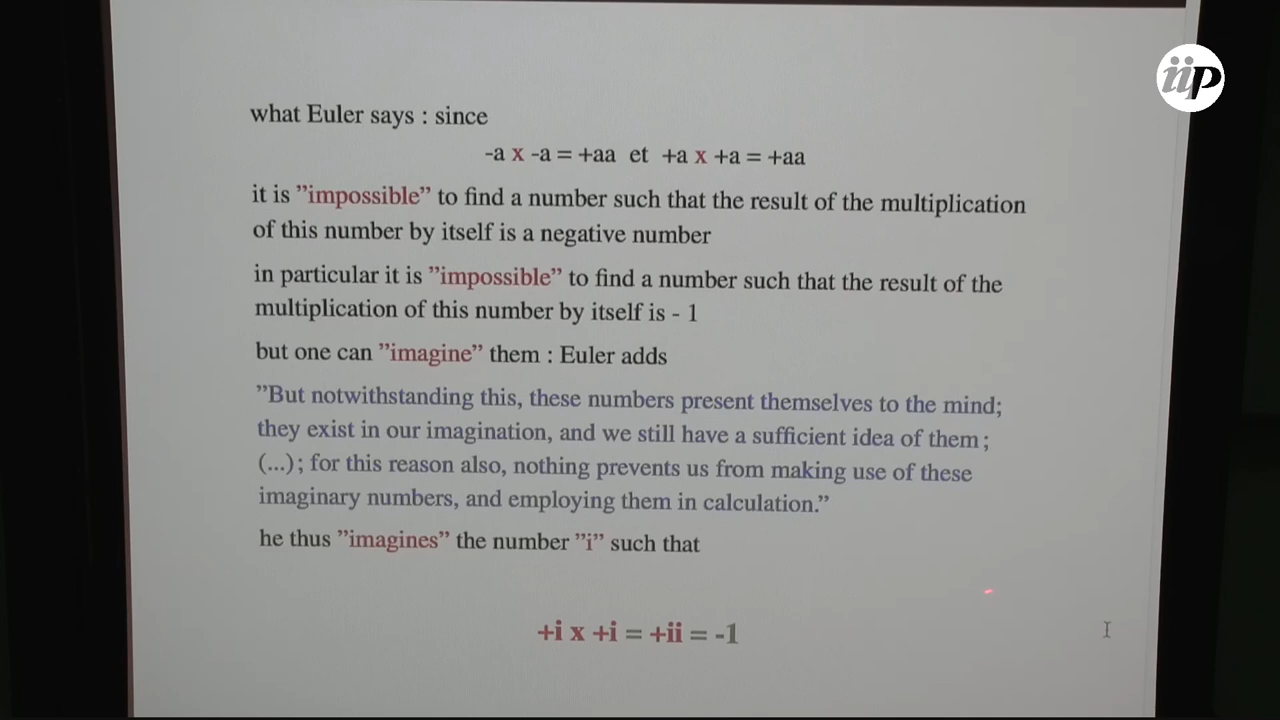 iip
what Euler says : since
-a x -a = +aa et +a x +a = +aa
it is ”impossible” to find a number such that the result of the multiplication
of this number by itself is a negative number
in particular it is ”impossible” to find a number such that the result of the
multiplication of this number by itself is - 1
but one can ”imagine” them : Euler adds
”But notwithstanding this, these numbers present themselves to the mind;
they exist in our imagination, and we still have a sufficient idea of them ;
(...) ; for this reason also, nothing prevents us from making use of these
imaginary numbers, and employing them in calculation.”
he thus ”imagines” the number ”i” such that
+i x +i = +ii = -1